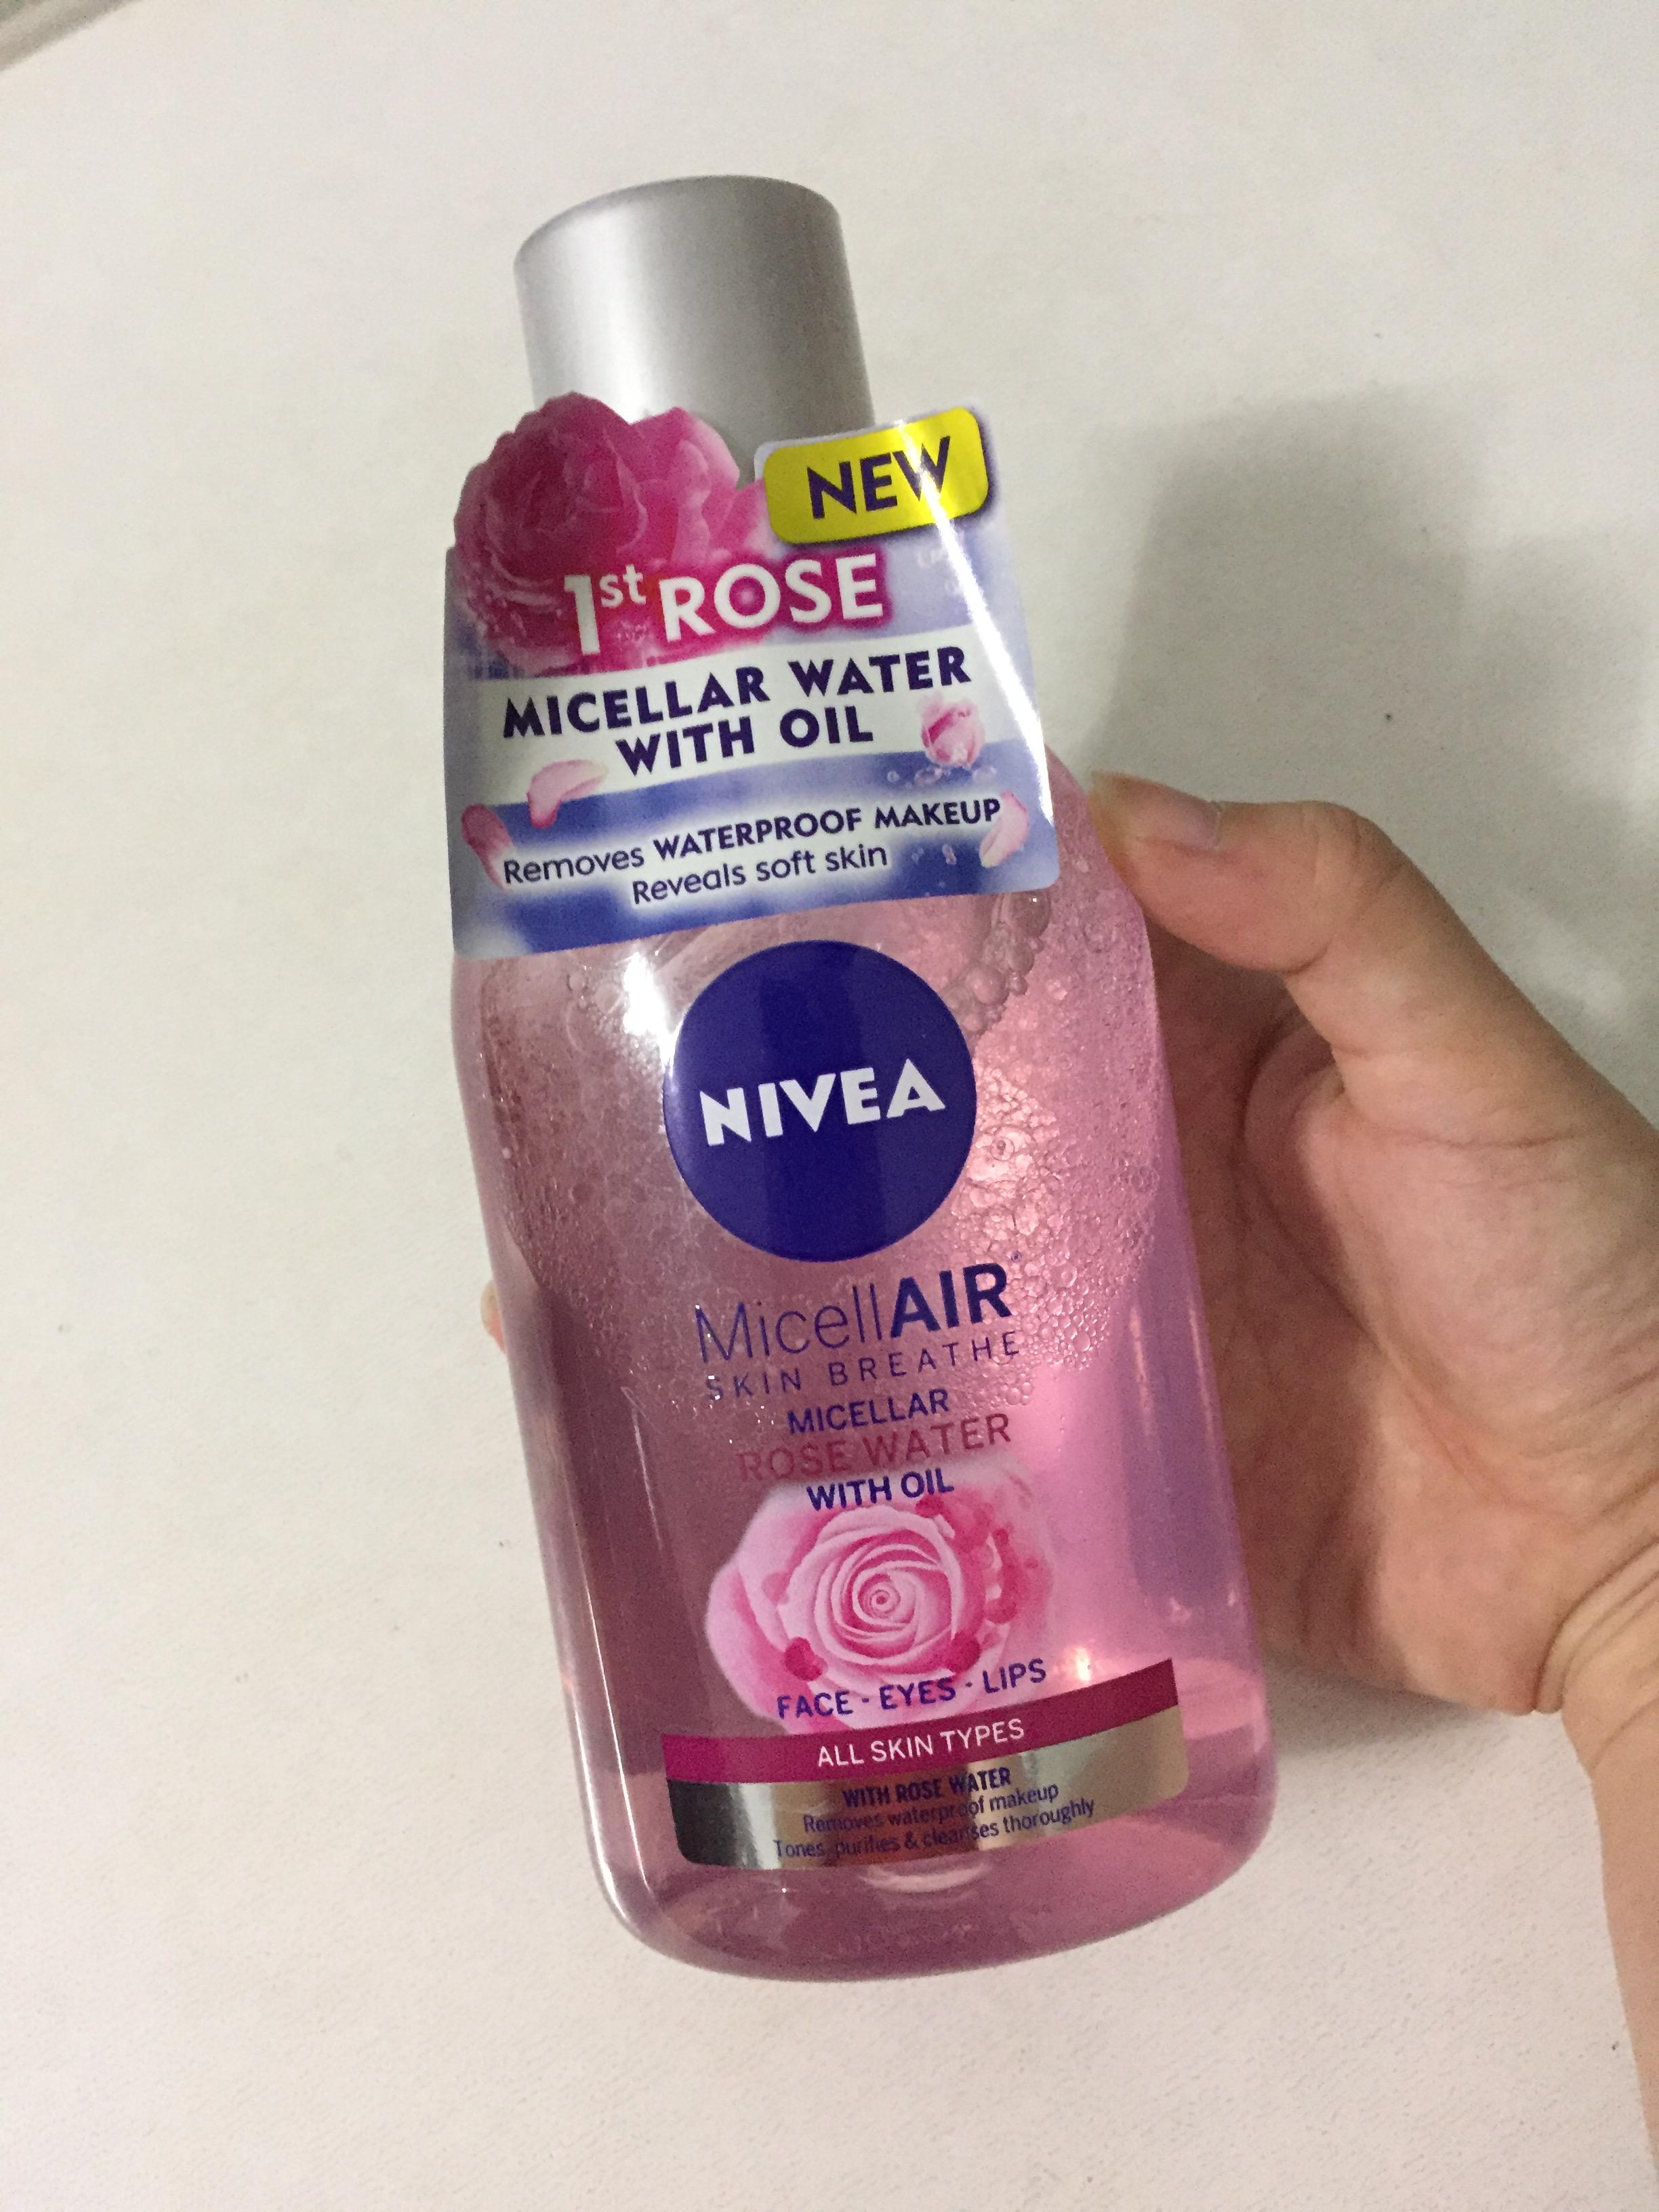 NEW
1st ROSE
MICELLAR WATER
WITH OIL
Removes WATERPROOF MAKEUP
Reveals soft skin
NIVEA
MicellAIR
SKIN BREATHE
MICELLAR
ROSE WATER
WITH OIL
FACE · EYES · LIPS
ALL SKIN TYPES
WITH ROSE WATER
Removes waterproof makeup
Tones, purifies & cleanses thoroughly